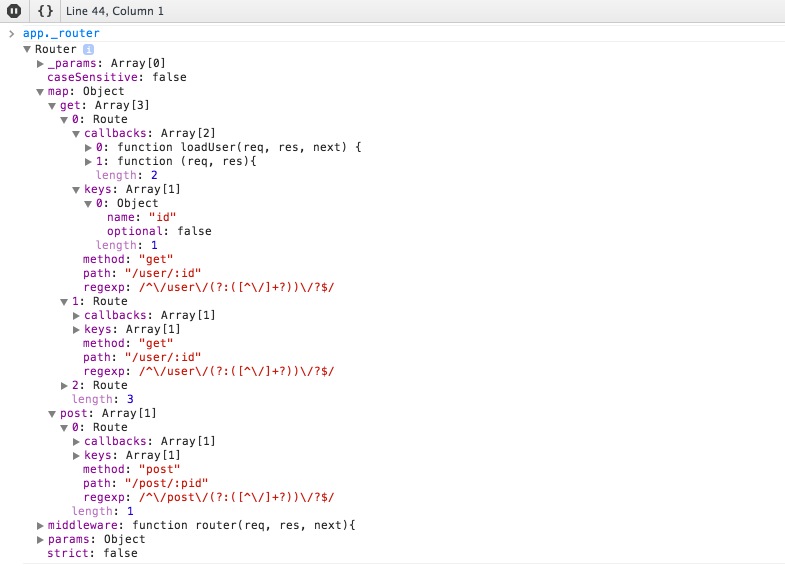 {} Line 44, Column 1
> app._router
▼ Router i
▶ _params: Array[0]
caseSensitive: false
▼ map: Object
▼ get: Array[3]
▼ 0: Route
▼ callbacks: Array[2]
▶ 0: function loadUser(req, res, next) {
▶ 1: function (req, res){
length: 2
▼ keys: Array[1]
▼ 0: Object
name: "id"
optional: false
length: 1
method: "get"
path: "/user/:id"
regexp: /^\/user\/(?:([^\/]+?))\/?$/
▼ 1: Route
▶ callbacks: Array[1]
▶ keys: Array[1]
method: "get"
path: "/user/:id"
regexp: /^\/user\/(?:([^\/]+?))\/?$/
▶ 2: Route
length: 3
▼ post: Array[1]
▼ 0: Route
▶ callbacks: Array[1]
▶ keys: Array[1]
method: "post"
path: "/post/:pid"
regexp: /^\/post\/(?:([^\/]+?))\/?$/
length: 1
▶ middleware: function router(req, res, next){
▶ params: Object
strict: false